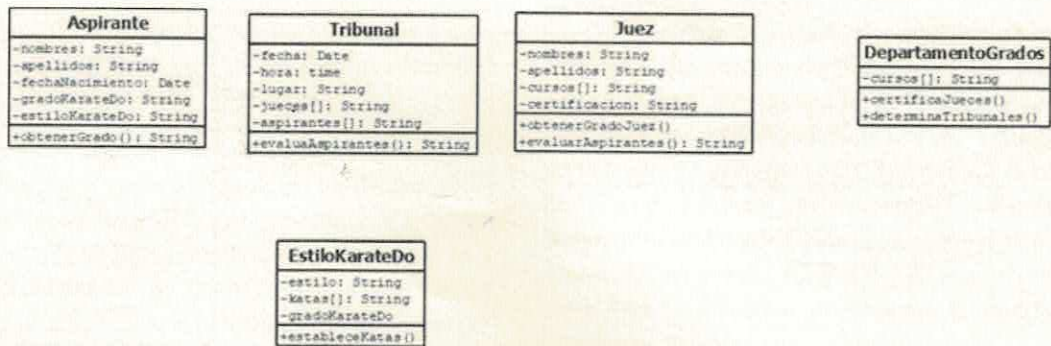 Aspirante
-nombres: String
-apellidos: String
-fechaNacimiento: Date
-gradoKarateDo: String
-estiloKarateDo: String
+obtenerGrado(): String
Tribunal
-fecha: Date
-hora: time
-lugar: String
-jueces[]: String
-aspirantes[]: String
+evaluaAspirantes(): String
Juez
-nombres: String
-apellidos: String
-cursos[]: String
-certificacion: String
+obtenerGradoJuez()
+evaluarAspirantes(): String
DepartamentoGrados
-cursos[]: String
+certificaJueces()
+determinaTribunales()
EstiloKarateDo
-estilo: String
-katas[]: String
-gradoKarateDo
+estableceKatas()